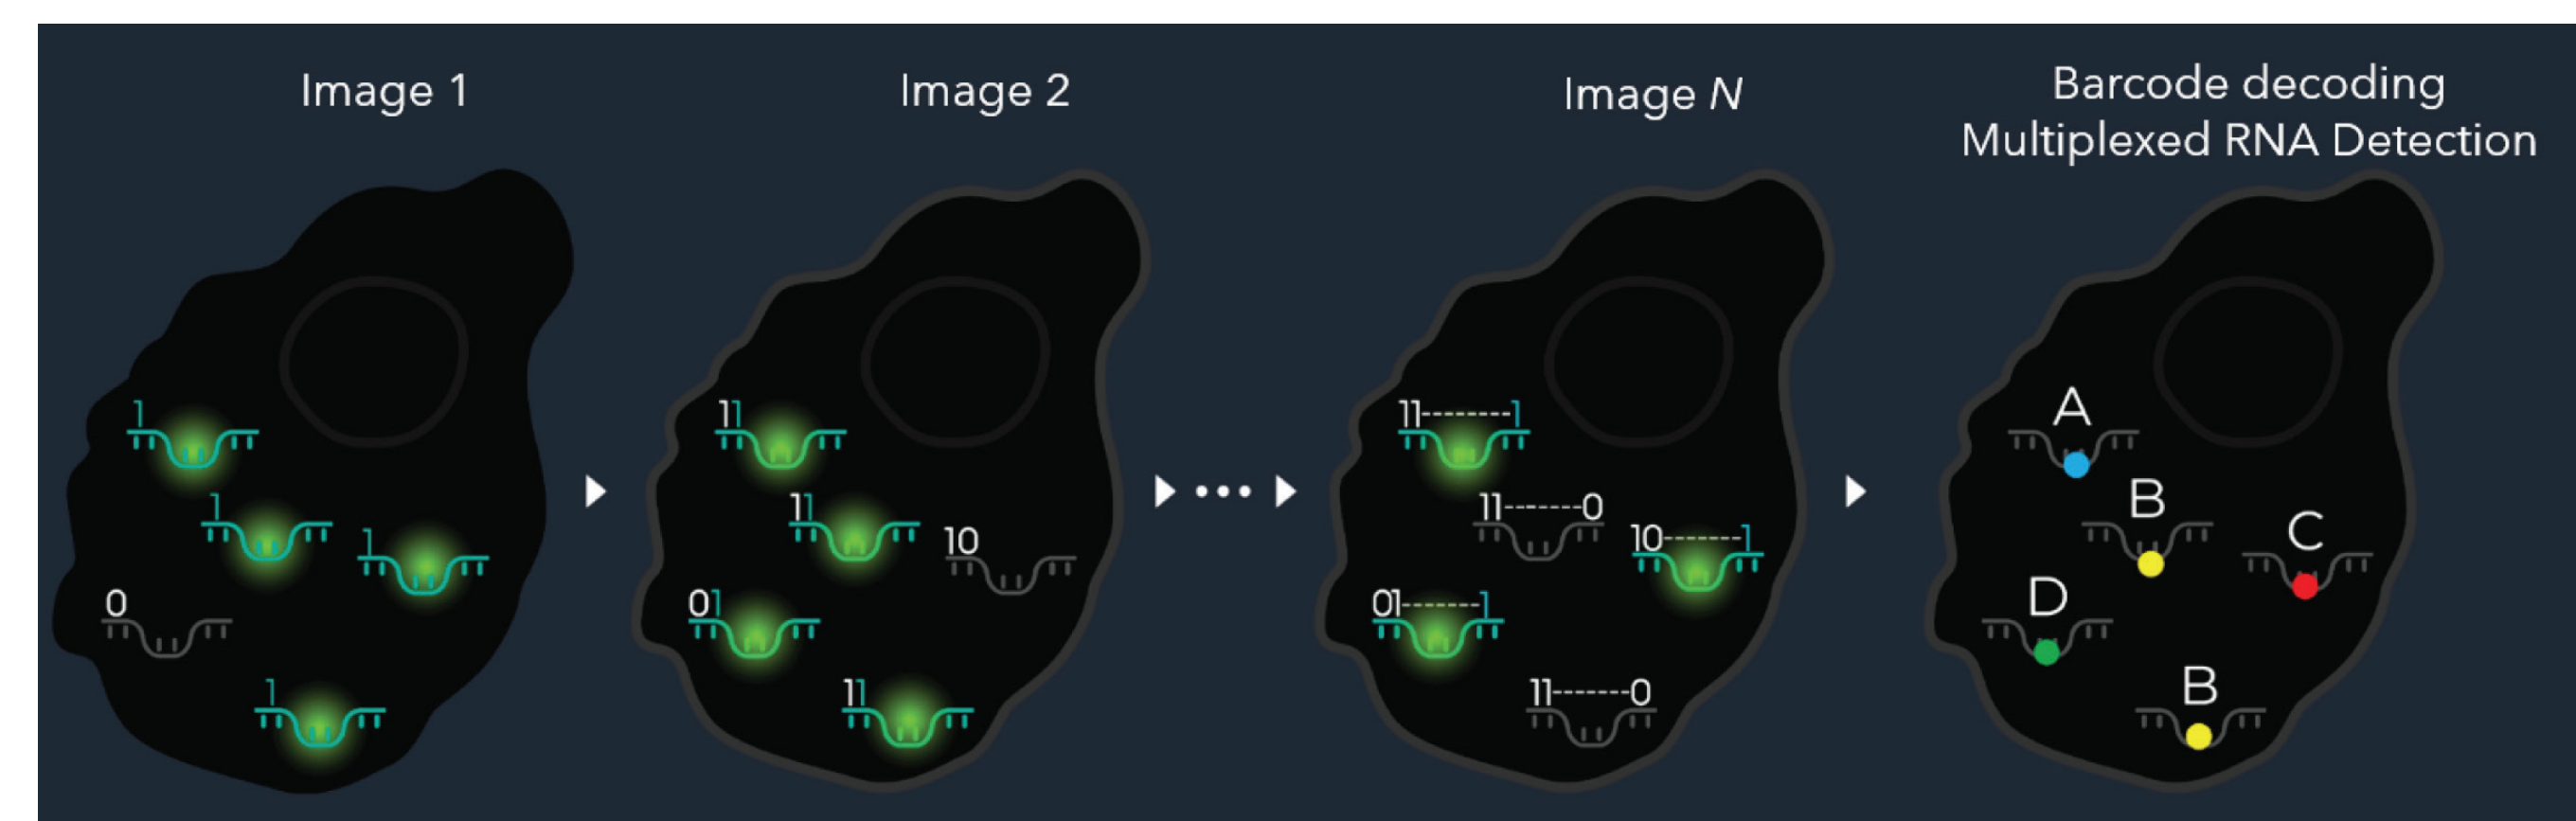 Image 1
Image 2
Image N
Barcode decoding
Multiplexed RNA Detection
1
1
1
0
1
11
11
10
01
11
11--------1
11-------0
10-------1
01-------1
11-------0
A
B
C
D
B